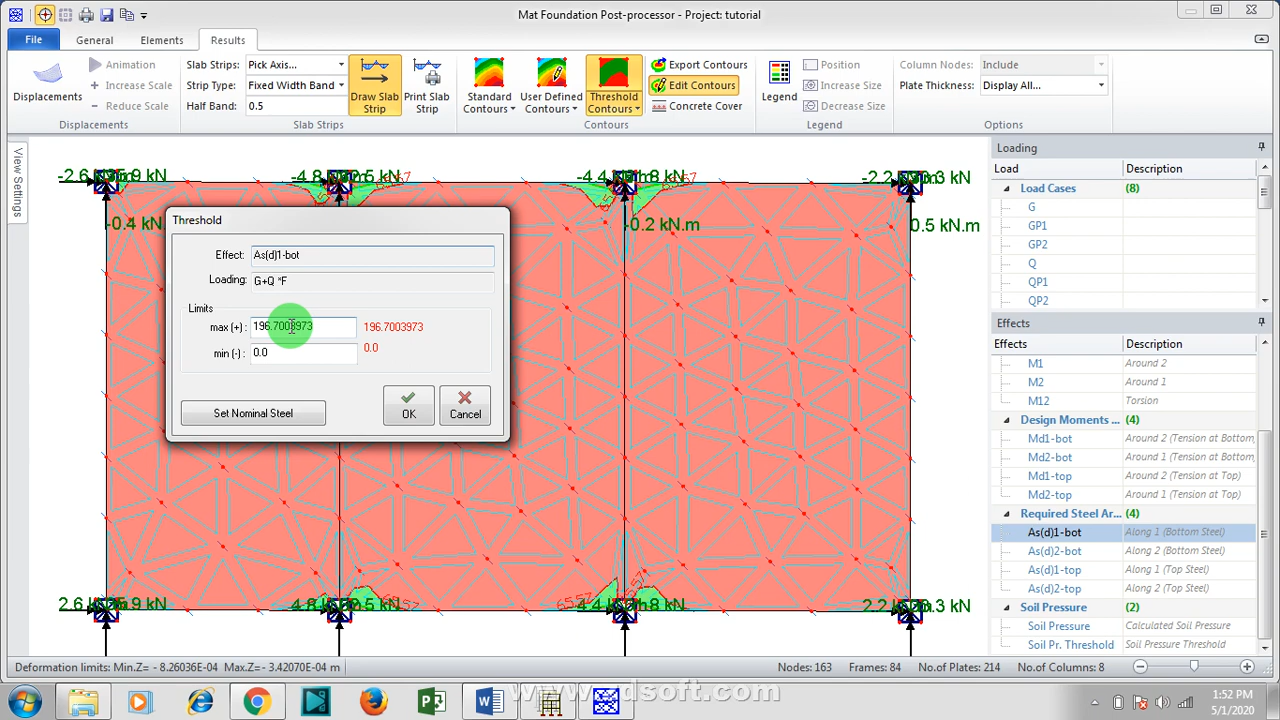 Mat Foundation Post-processor - Project: tutorial
File
General
Elements
Results
Displacements
Animation
Increase Scale
Reduce Scale
Displacements
Slab Strips:
Pick Axis...
Strip Type:
Fixed Width Band
Half Band:
0.5
Draw Slab Strip
Print Slab Strip
Slab Strips
Standard Contours
User Defined Contours
Threshold Contours
Export Contours
Edit Contours
Concrete Cover
Contours
Legend
Position
Increase Size
Decrease Size
Legend
Column Nodes:
Include
Plate Thickness:
Display All...
Options
View Settings
-0.4 kN
-0.2 kN.m
0.5 kN.m
Threshold
Effect:
As(d)1-bot
Loading:
G+Q *F
Limits
max (+) :
196.7003973
196.7003973
min (-) :
0.0
0.0
Set Nominal Steel
OK
Cancel
Loading
Load
Description
Load Cases
(8)
G
GP1
GP2
Q
QP1
QP2
Effects
Effects
Description
M1
Around 2
M2
Around 1
M12
Torsion
Design Moments ...
(4)
Md1-bot
Around 2 (Tension at Bottom)
Md2-bot
Around 1 (Tension at Bottom)
Md1-top
Around 2 (Tension at Top)
Md2-top
Around 1 (Tension at Top)
Required Steel Ar...
(4)
As(d)1-bot
Along 1 (Bottom Steel)
As(d)2-bot
Along 2 (Bottom Steel)
As(d)1-top
Along 1 (Top Steel)
As(d)2-top
Along 2 (Top Steel)
Soil Pressure
(2)
Soil Pressure
Calculated Soil Pressure
Soil Pr. Threshold
Soil Pressure Threshold
Deformation limits: Min.Z= - 8.26036E-04 Max.Z= - 3.42070E-04 m
Nodes: 163
Frames: 84
No.of Plates: 214
No.of Columns: 8
1:52 PM
5/1/2020